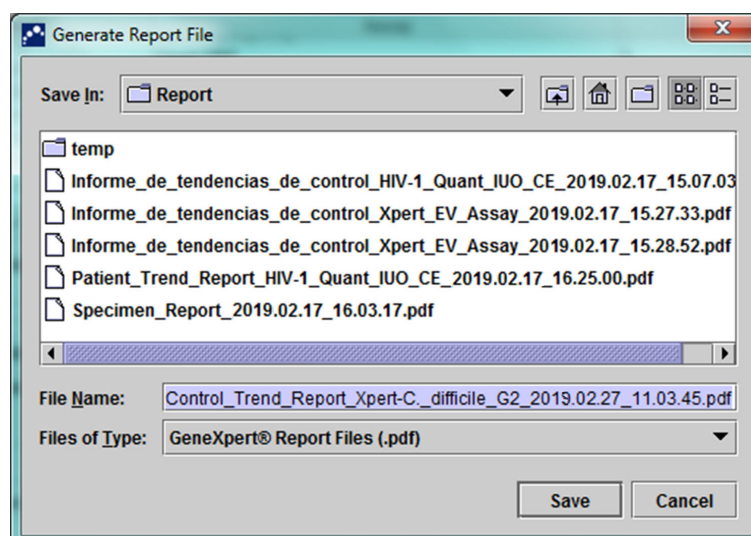 Generate Report File
Save In: Report
temp
Informe_de_tendencias_de_control_HIV-1_Quant_IUO_CE_2019.02.17_15.07.03
Informe_de_tendencias_de_control_Xpert_EV_Assay_2019.02.17_15.27.33.pdf
Informe_de_tendencias_de_control_Xpert_EV_Assay_2019.02.17_15.28.52.pdf
Patient_Trend_Report_HIV-1_Quant_IUO_CE_2019.02.17_16.25.00.pdf
Specimen_Report_2019.02.17_16.03.17.pdf
File Name: Control_Trend_Report_Xpert-C._difficile_G2_2019.02.27_11.03.45.pdf
Files of Type: GeneXpert® Report Files (.pdf)
Save Cancel